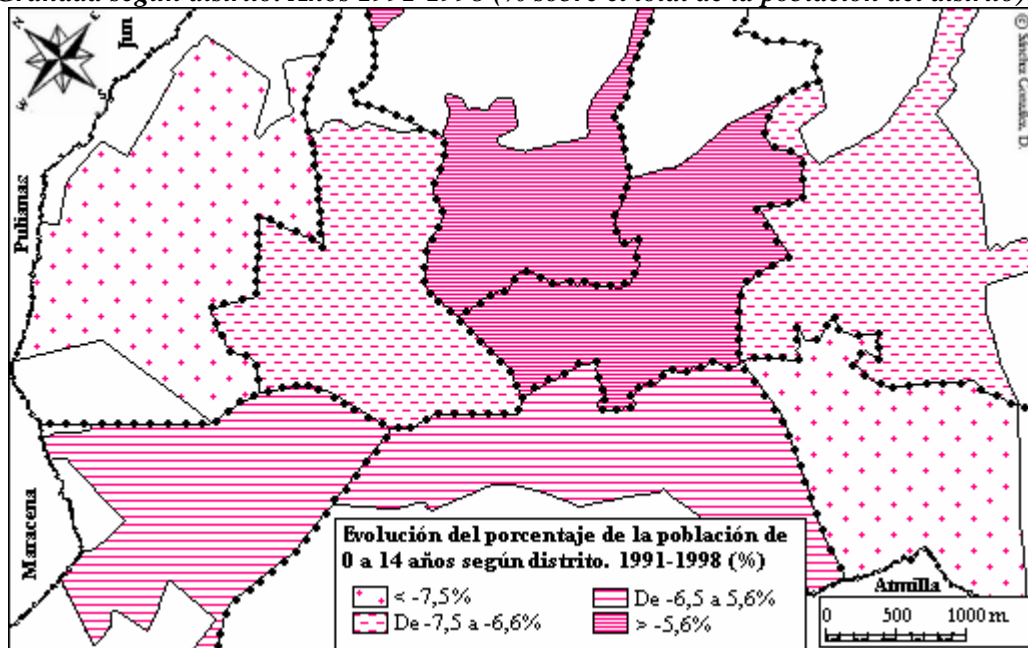 Granada según distrito. Años 1991-1998 (% sobre el total de la población del distrito)
N
E
W
S
Jun
© Sánchez González, D.
Pulianas
Maracena
Evolución del porcentaje de la población de
0 a 14 años según distrito. 1991-1998 (%)
< -7,5%
De -6,5 a 5,6%
De -7,5 a -6,6%
> -5,6%
Armilla
0 500 1000 m.